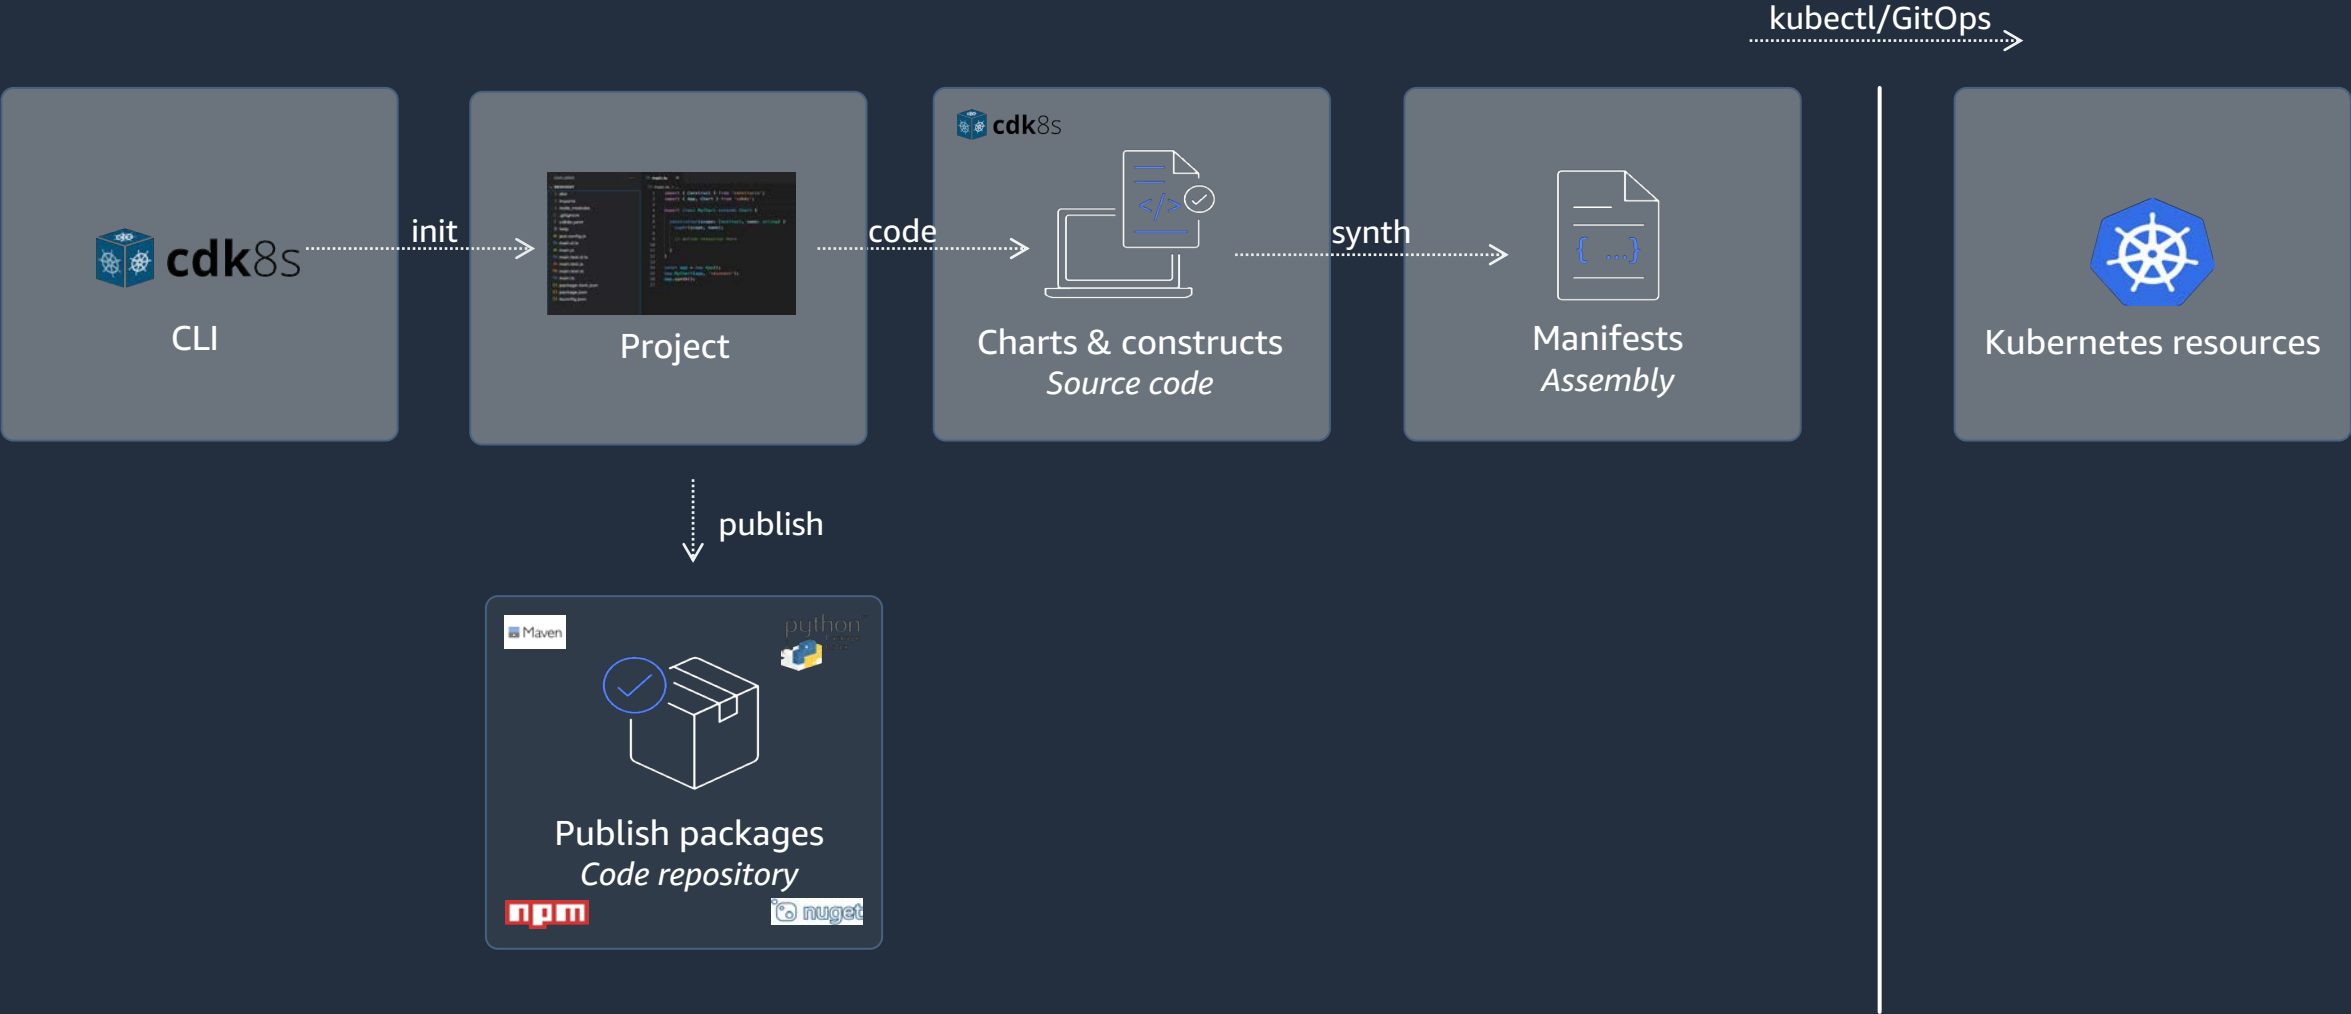 kubectl/GitOps
cdk8s
CLI
init
Project
code
cdk8s
</>
Charts & constructs
Source code
synth
{ ...}
Manifests
Assembly
Kubernetes resources
publish
Maven
python
Publish packages
Code repository
npm
nuget